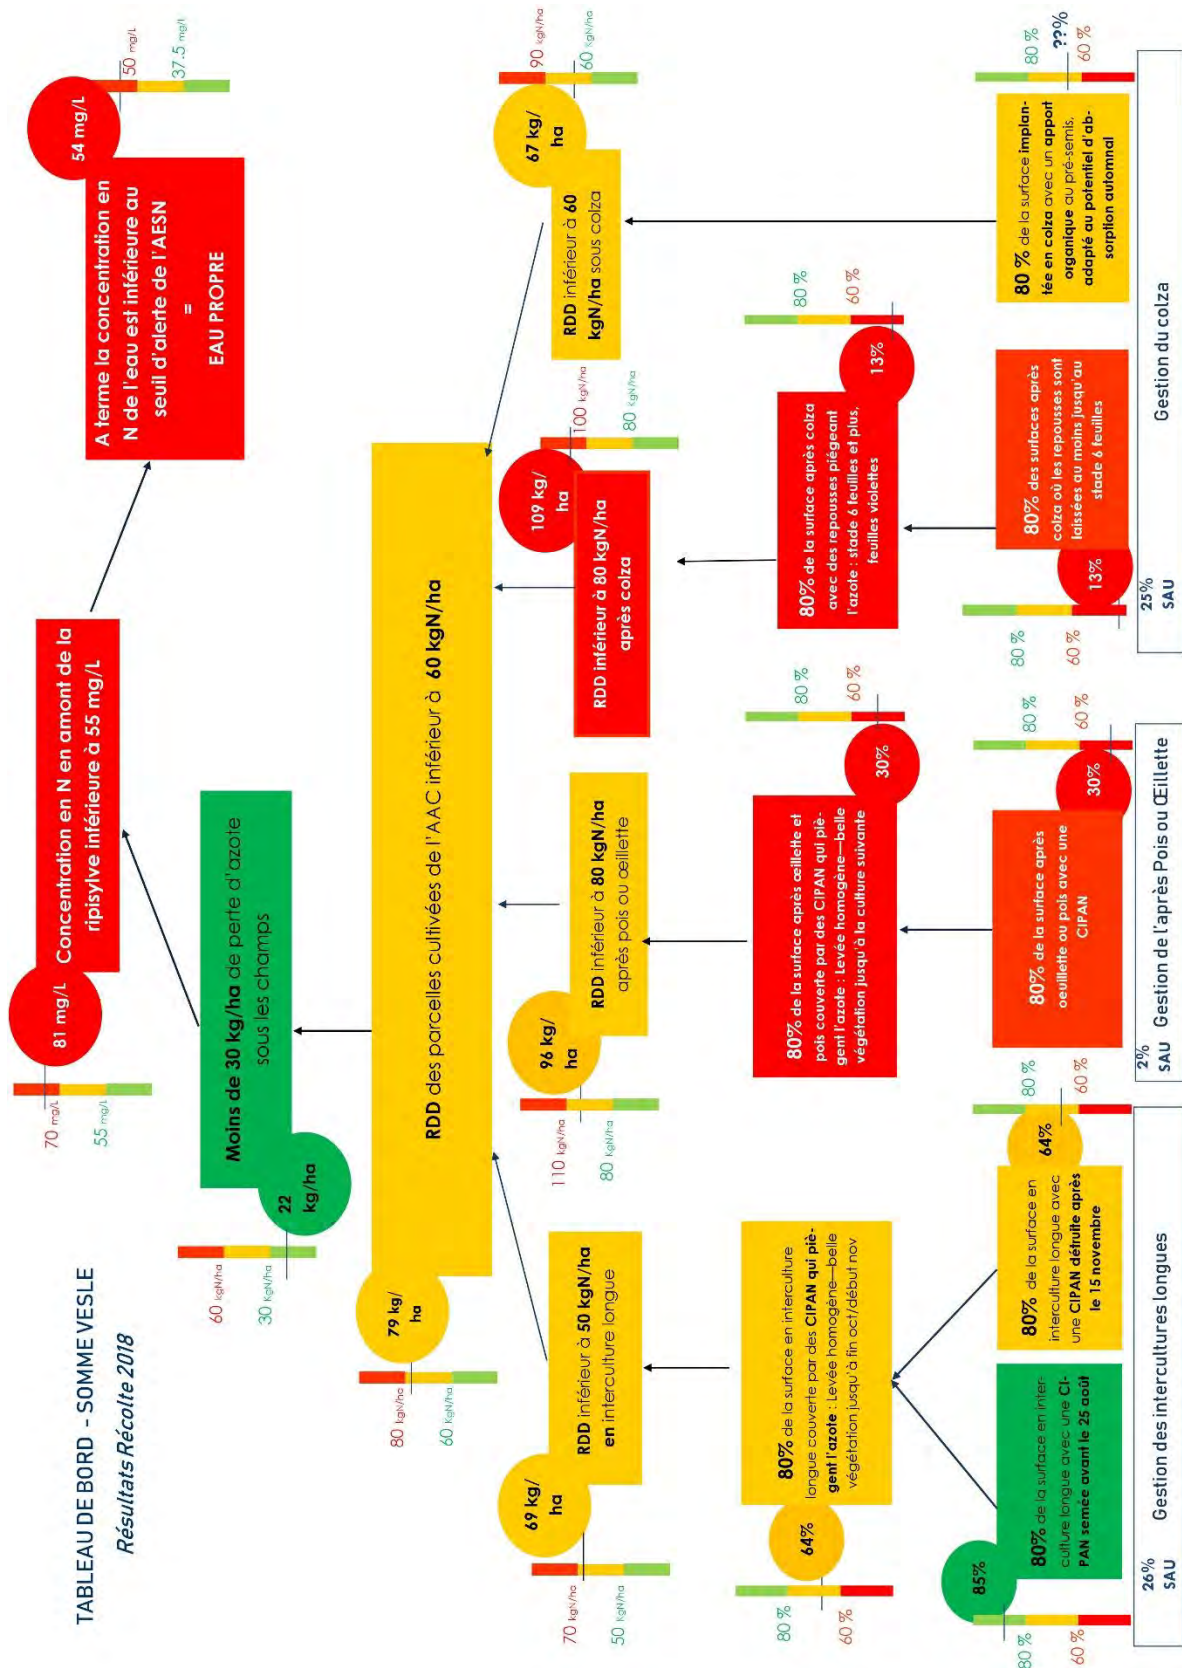 TABLEAU DE BORD - SOMME VESLE
Résultats Récolte 2018
70 mg/L
55 mg/L
81 mg/L
Concentration en N en amont de la
ripisylve inférieure à 55 mg/L
54 mg/L
50 mg/L
37.5 mg/L
A terme la concentration en
N de l'eau est inférieure au
seuil d'alerte de l'AESN
=
EAU PROPRE
60 KgN/ha
30 KgN/ha
22
kg/ha
Moins de 30 kg/ha de perte d'azote
sous les champs
80 KgN/ha
60 KgN/ha
79 kg/
ha
RDD des parcelles cultivées de l'AAC inférieur à 60 kgN/ha
70 kgN/ha
50 KgN/ha
69 kg/
ha
RDD inférieur à 50 kgN/ha
en interculture longue
110 kgN/ha
80 KgN/ha
96 kg/
ha
RDD inférieur à 80 kgN/ha
après pois ou œillette
109 kg/
ha
100 kgN/ha
80 KgN/ha
RDD inférieur à 80 kgN/ha
après colza
67 kg/
ha
90 kgN/ha
60 KgN/ha
RDD inférieur à 60
kgN/ha sous colza
80 %
60 %
64%
80% de la surface en interculture
longue couverte par des CIPAN qui piè-
gent l'azote : Levée homogène—belle
végétation jusqu'à fin oct/début nov
80% de la surface après œillette et
pois couverte par des CIPAN qui piè-
gent l'azote : Levée homogène—belle
végétation jusqu'à la culture suivante
30%
80 %
60 %
80% de la surface après colza
avec des repousses piégeant
l'azote : stade 6 feuilles et plus,
feuilles violettes
13%
80 %
60 %
80 %
60 %
85%
80% de la surface en inter-
culture longue avec une CI-
PAN semée avant le 25 août
80% de la surface en
interculture longue avec
une CIPAN détruite après
le 15 novembre
64%
80 %
60 %
80% de la surface après
oeuillette ou pois avec une
CIPAN
30%
80 %
60 %
80 %
60 %
13%
80% des surfaces après
colza où les repousses sont
laissées au moins jusqu'au
stade 6 feuilles
80 % de la surface implan-
tée en colza avec un apport
organique au pré-semis,
adapté au potentiel d'ab-
sorption automnal
80 %
??%
60 %
26%
SAU
Gestion des intercultures longues
2%
SAU
Gestion de l'après Pois ou Œillette
25%
SAU
Gestion du colza